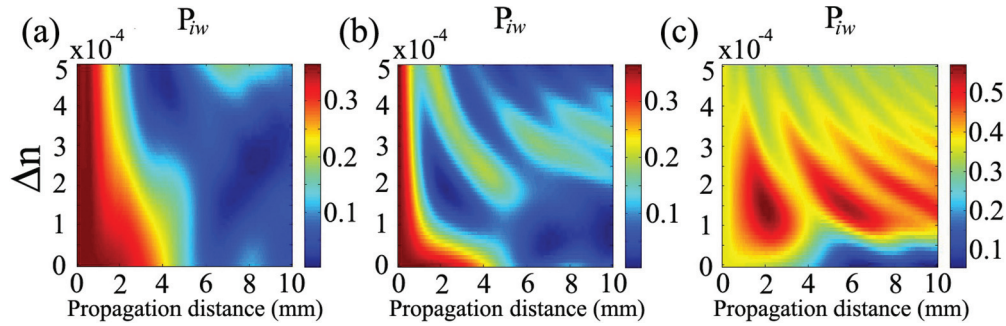 (a) P_iw (b) P_iw (c) P_iw
x10^-4 x10^-4 x10^-4
Δn
5 4 3 2 1 0
0 2 4 6 8 10
0.3 0.2 0.1
Propagation distance (mm)
5 4 3 2 1 0
0 2 4 6 8 10
0.3 0.2 0.1
Propagation distance (mm)
5 4 3 2 1 0
0 2 4 6 8 10
0.5 0.4 0.3 0.2 0.1
Propagation distance (mm)